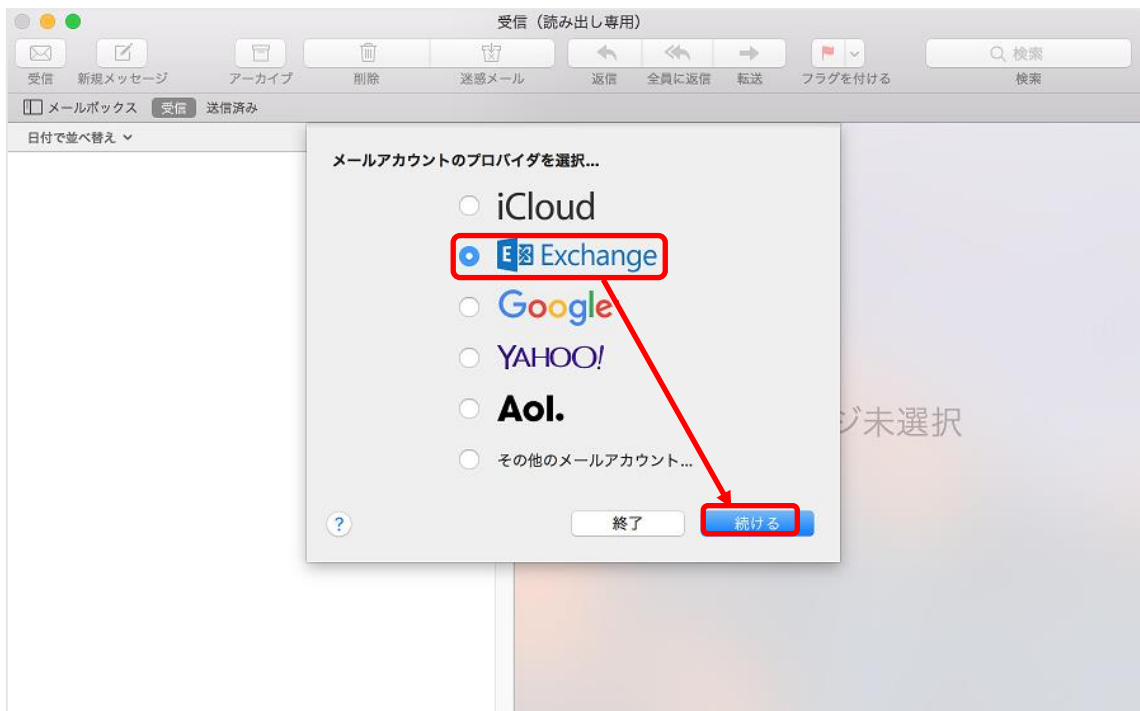 受信（読み出し専用）
検索
受信 新規メッセージ アーカイブ 削除 迷惑メール 返信 全員に返信 転送 フラグを付ける 検索
メールボックス 受信 送信済み
日付で並べ替え
メールアカウントのプロバイダを選択...
iCloud
E Exchange
Google
YAHOO!
Aol.
ジ未選択
その他のメールアカウント...
? 終了 続ける